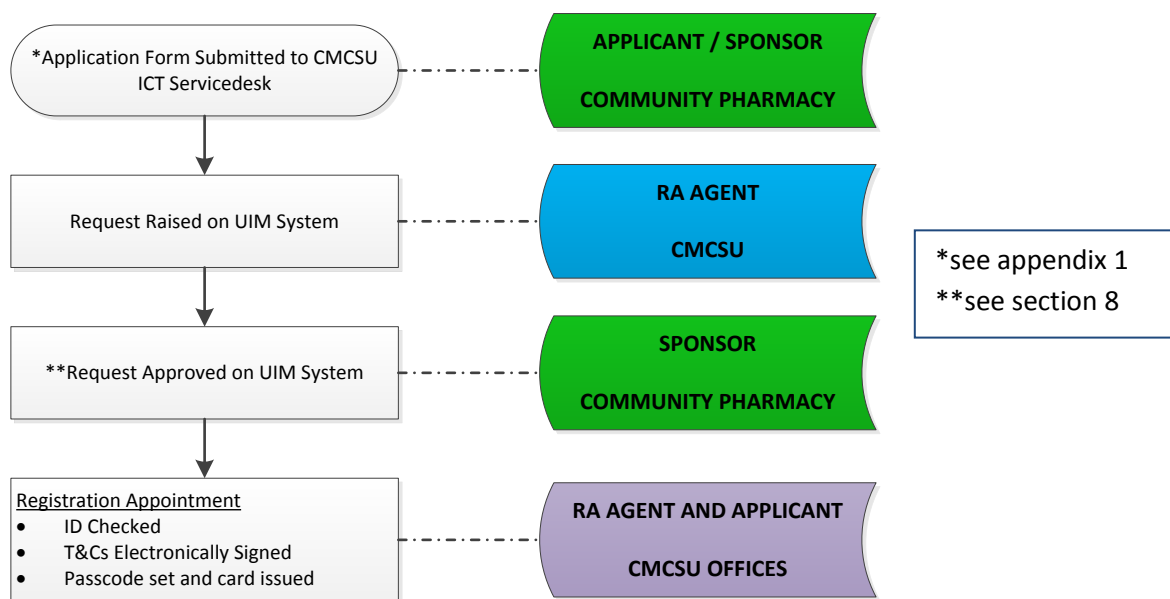 *Application Form Submitted to CMCSU
ICT Servicedesk
APPLICANT / SPONSOR
COMMUNITY PHARMACY
Request Raised on UIM System
RA AGENT
CMCSU
*see appendix 1
**see section 8
**Request Approved on UIM System
SPONSOR
COMMUNITY PHARMACY
Registration Appointment
• ID Checked
• T&Cs Electronically Signed
• Passcode set and card issued
RA AGENT AND APPLICANT
CMCSU OFFICES